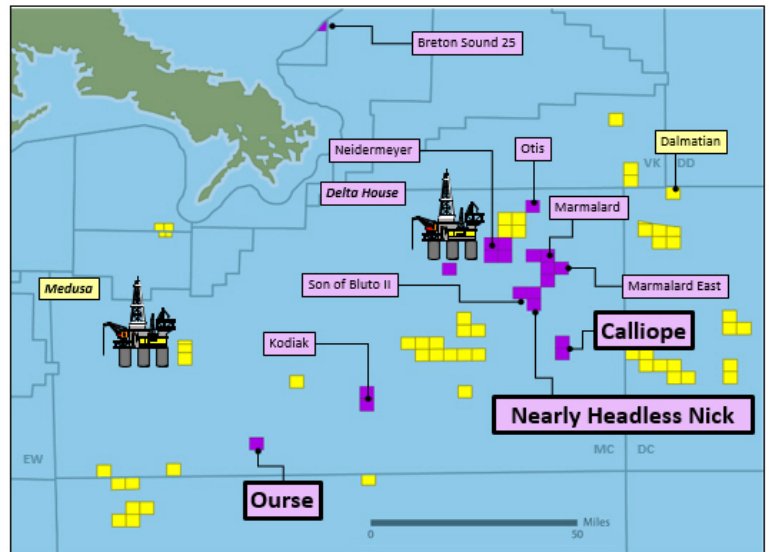 Breton Sound 25
Neidermeyer
Otis
Dalmatian
VK
DD
Delta House
Marmalard
Medusa
Son of Bluto II
Marmalard East
Calliope
Kodiak
Nearly Headless Nick
MC
DC
EW
Ourse
Miles
0
50